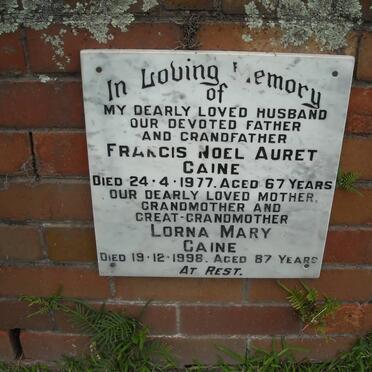 In Loving Memory
of
MY DEARLY LOVED HUSBAND
OUR DEVOTED FATHER
AND GRANDFATHER
FRANCIS NOEL AURET
CAINE
DIED 24·4·1977. AGED 67 YEARS
OUR DEARLY LOVED MOTHER,
GRANDMOTHER AND
GREAT-GRANDMOTHER
LORNA MARY
CAINE
DIED 19·12·1998. AGED 87 YEARS
AT REST.